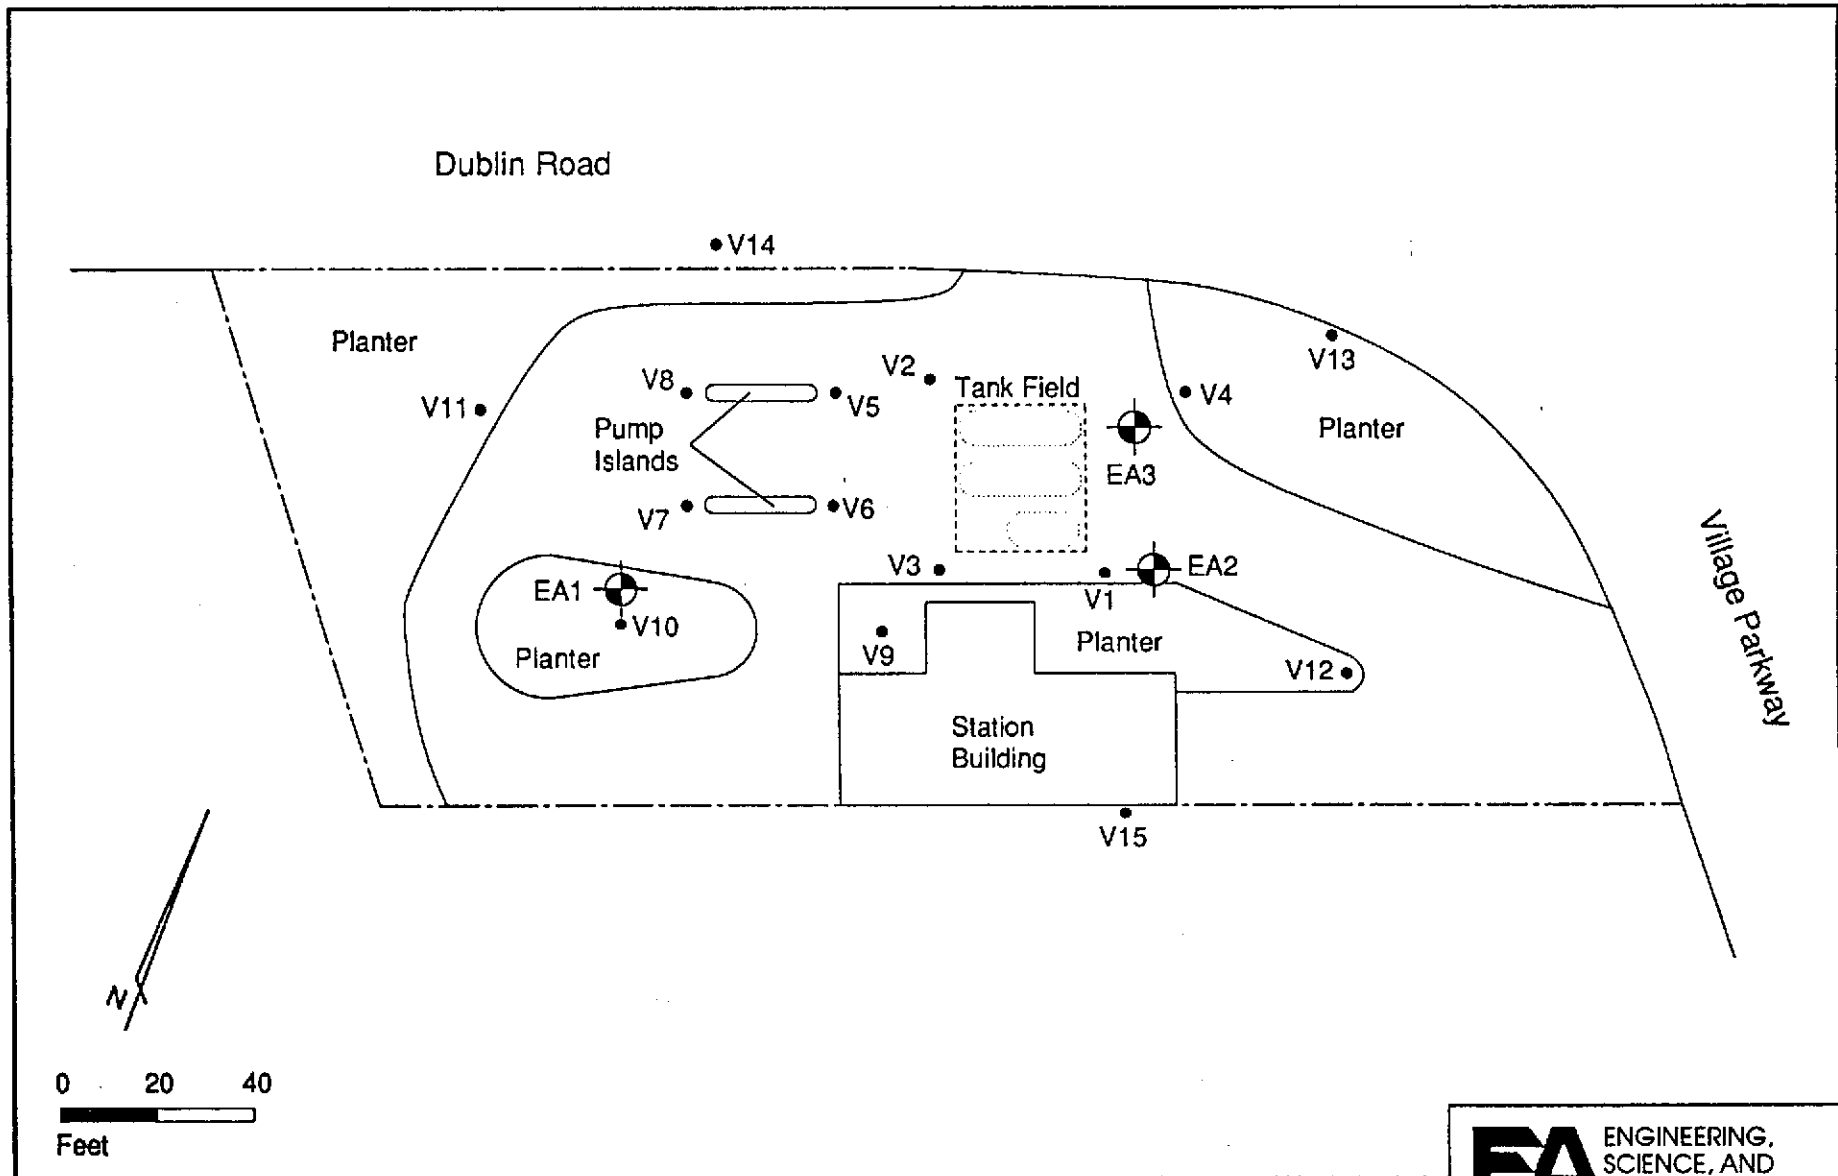 Dublin Road
V14
Planter
V8
V5
V2
Tank Field
V13
V4
V11
Pump
Islands
Planter
EA3
V7
V6
V3
EA2
V1
EA1
V10
Planter
V9
Planter
V12
Village Parkway
Station
Building
V15
N
0 20 40
Feet
EA
ENGINEERING,
SCIENCE, AND